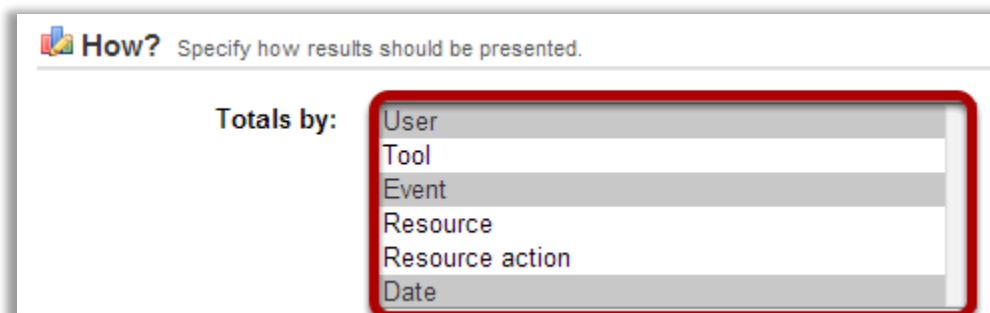 How? Specify how results should be presented.
Totals by:
User
Tool
Event
Resource
Resource action
Date